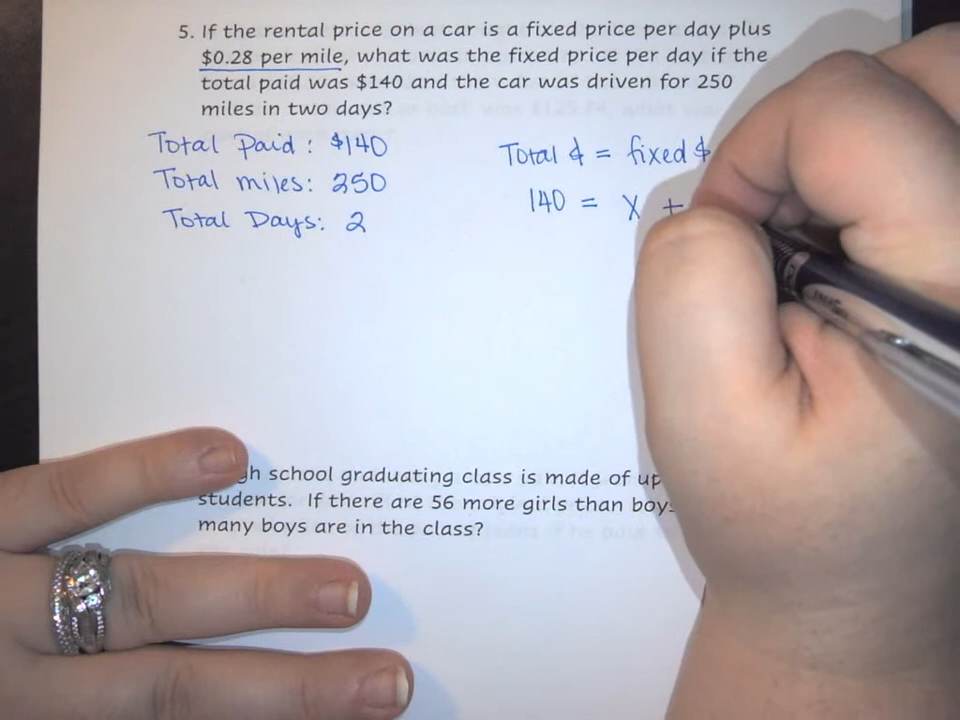 5. If the rental price on a car is a fixed price per day plus
$0.28 per mile, what was the fixed price per day if the
total paid was $140 and the car was driven for 250
miles in two days?
Total Paid: $140
Total miles: 250
Total Days: 2
Total $ = fixed $
140 = x +
gh school graduating class is made of up
students. If there are 56 more girls than boys
many boys are in the class?